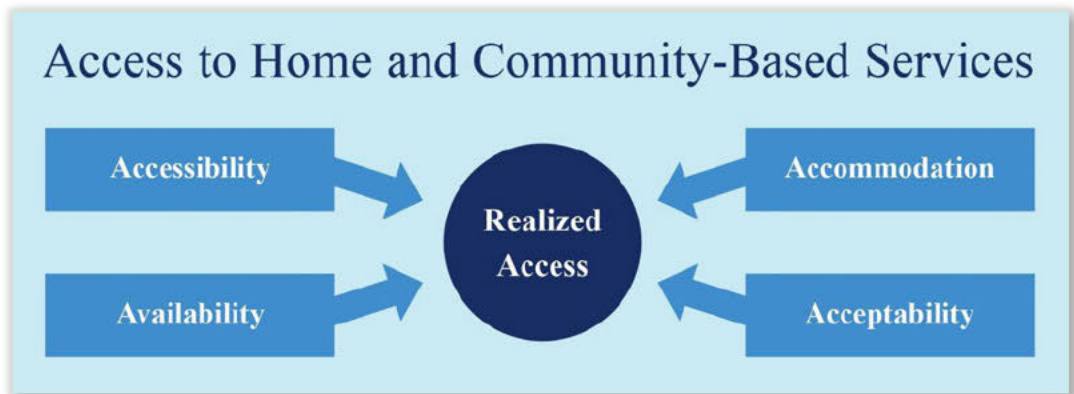 Access to Home and Community-Based Services
Accessibility
Accommodation
Realized
Access
Availability
Acceptability